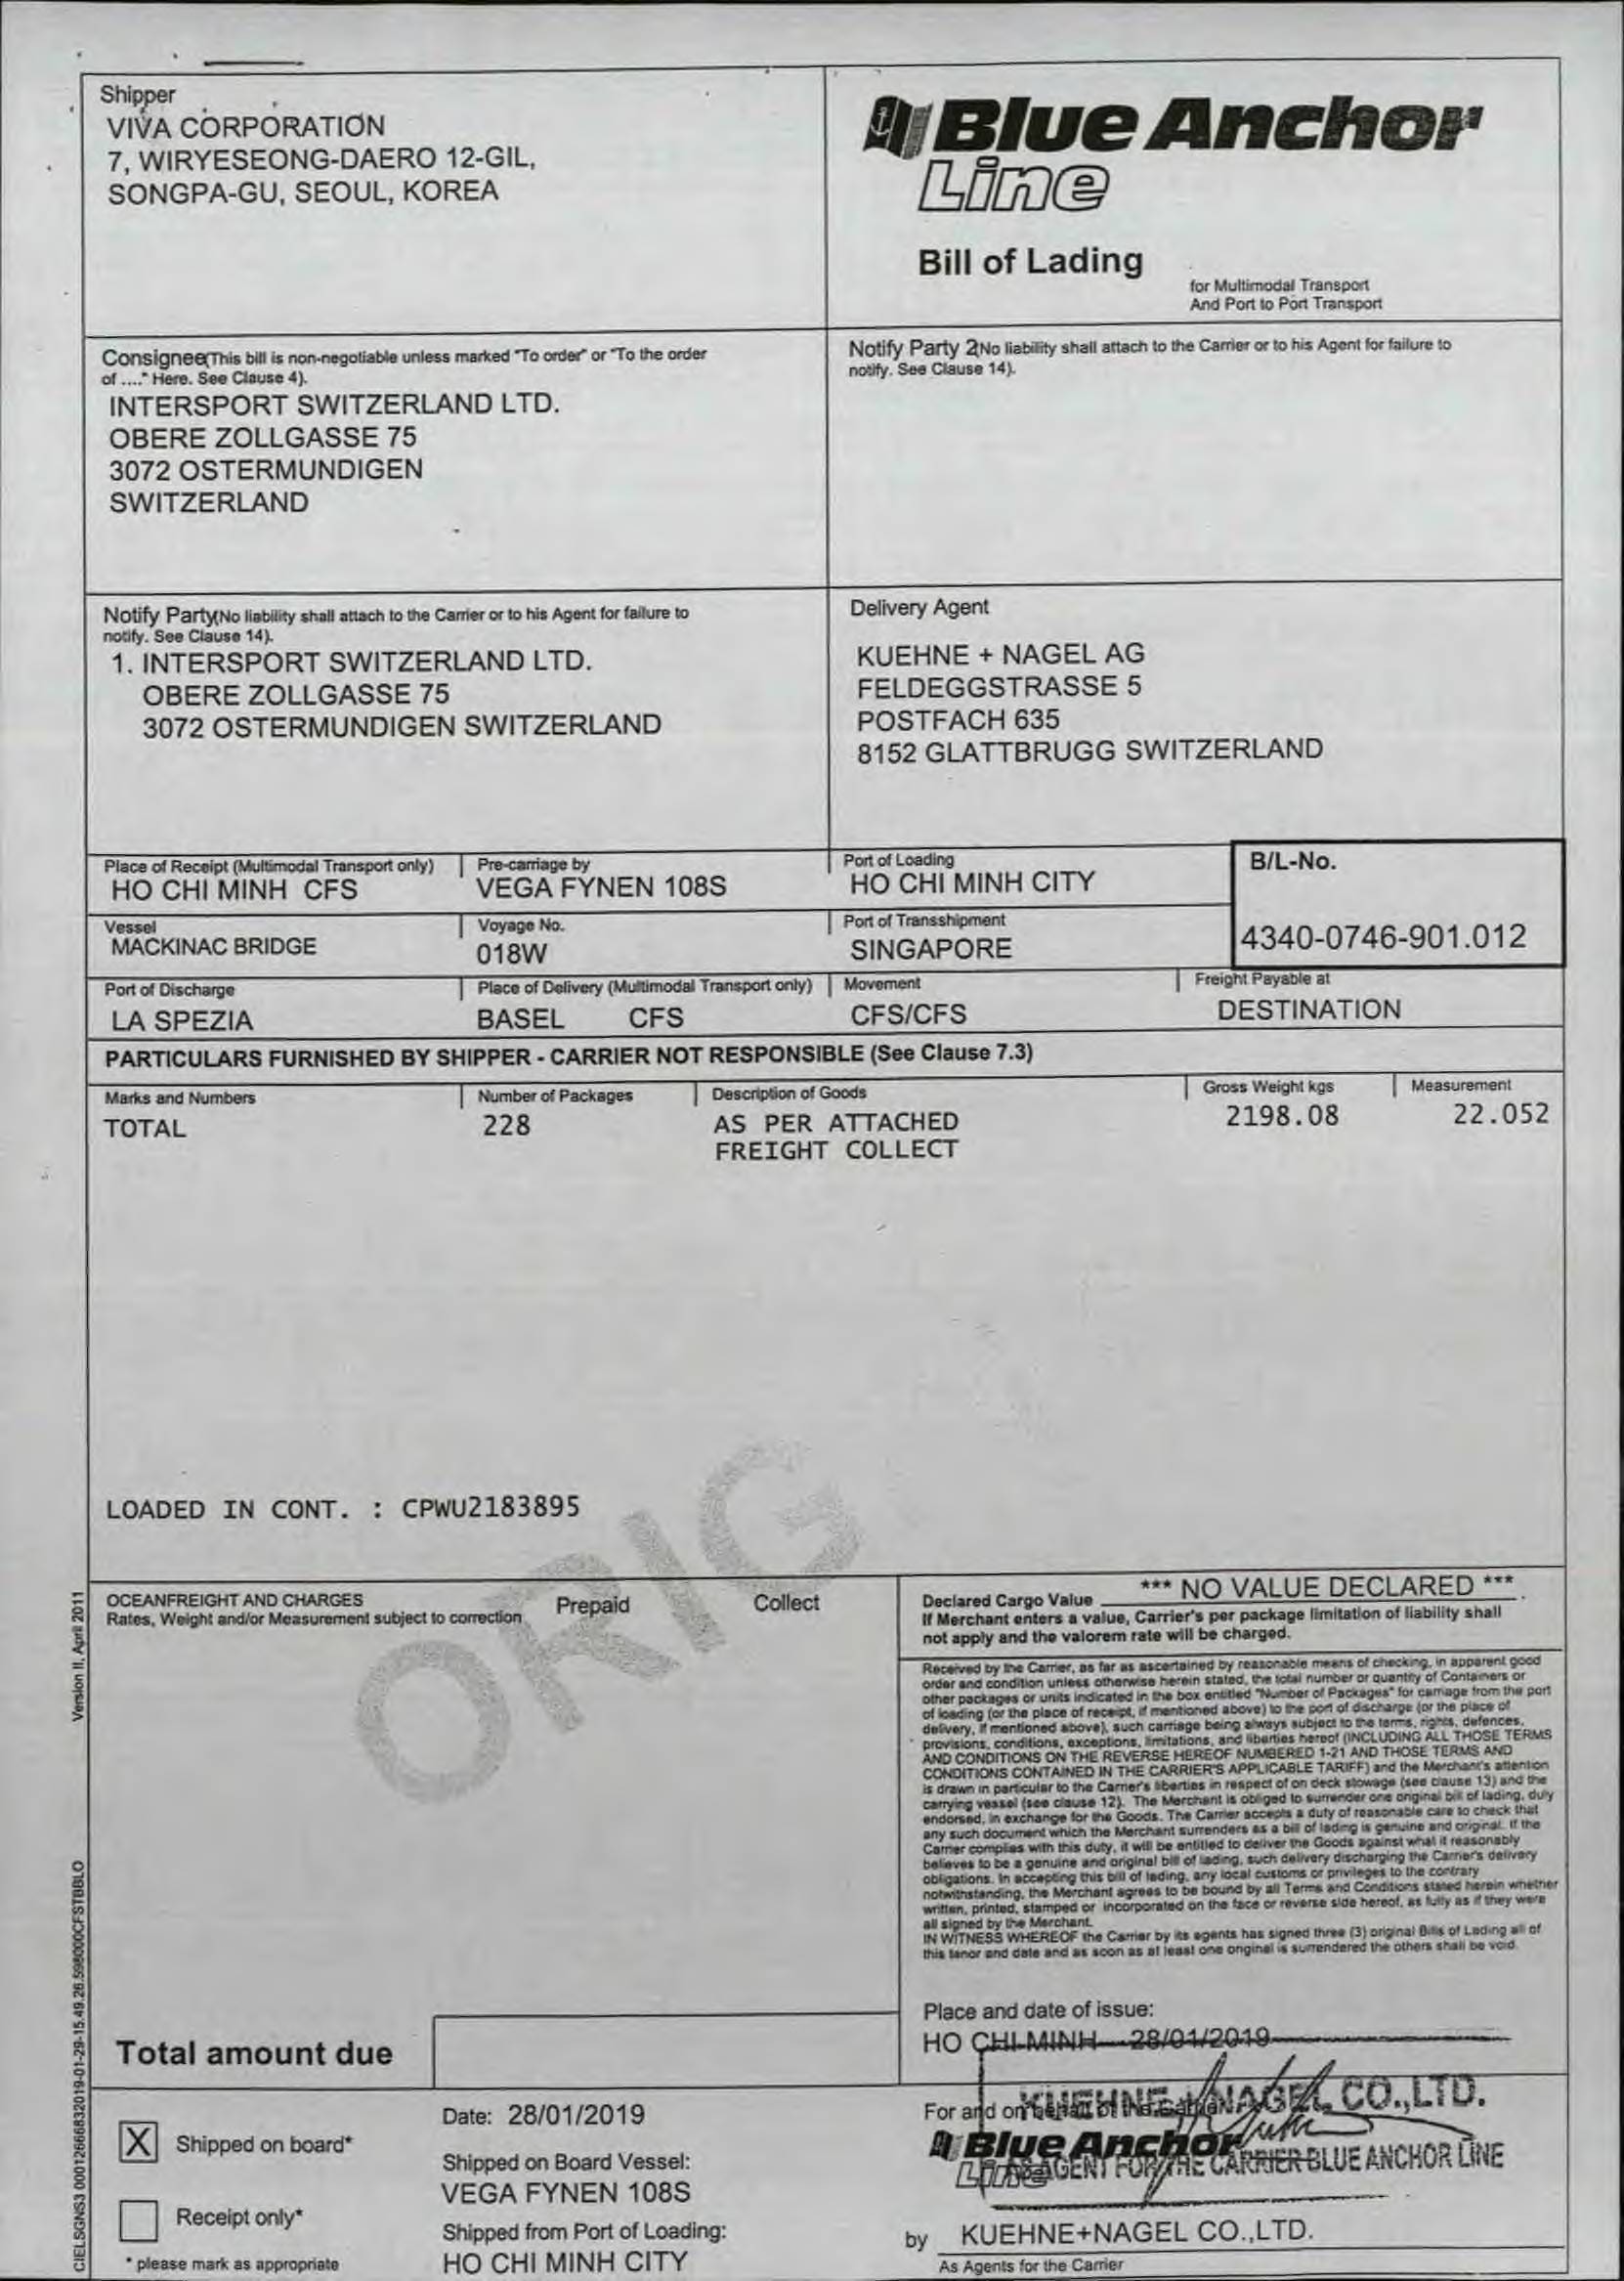 Shipper
VIVA CORPORATION
7, WIRYESEONG-DAERO 12-GIL,
SONGPA-GU, SEOUL, KOREA
Blue Anchor
Line
Bill of Lading
for Multimodal Transport
And Port to Port Transport
Consignee(This bill is non-negotiable unless marked "To order" or "To the order
of ...." Here. See Clause 4).
INTERSPORT SWITZERLAND LTD.
OBERE ZOLLGASSE 75
3072 OSTERMUNDIGEN
SWITZERLAND
Notify Party 2(No liability shall attach to the Carrier or to his Agent for failure to
notify. See Clause 14).
Notify Party(No liability shall attach to the Carrier or to his Agent for failure to
notify. See Clause 14).
1. INTERSPORT SWITZERLAND LTD.
OBERE ZOLLGASSE 75
3072 OSTERMUNDIGEN SWITZERLAND
Delivery Agent
KUEHNE + NAGEL AG
FELDEGGSTRASSE 5
POSTFACH 635
8152 GLATTBRUGG SWITZERLAND
Place of Receipt (Multimodal Transport only)
HO CHI MINH CFS
Pre-carriage by
VEGA FYNEN 108S
Port of Loading
HO CHI MINH CITY
B/L-No.
4340-0746-901.012
Vessel
MACKINAC BRIDGE
Voyage No.
018W
Port of Transshipment
SINGAPORE
Port of Discharge
LA SPEZIA
Place of Delivery (Multimodal Transport only)
BASEL CFS
Movement
CFS/CFS
Freight Payable at
DESTINATION
PARTICULARS FURNISHED BY SHIPPER - CARRIER NOT RESPONSIBLE (See Clause 7.3)
Marks and Numbers
TOTAL
Number of Packages
228
Description of Goods
AS PER ATTACHED
FREIGHT COLLECT
Gross Weight kgs
2198.08
Measurement
22.052
LOADED IN CONT. : CPWU2183895
ORIG
OCEANFREIGHT AND CHARGES
Rates, Weight and/or Measurement subject to correction
Prepaid
Collect
Declared Cargo Value *** NO VALUE DECLARED ***
If Merchant enters a value, Carrier's per package limitation of liability shall
not apply and the valorem rate will be charged.
Received by the Carrier, as far as ascertained by reasonable means of checking, in apparent good
order and condition unless otherwise herein stated, the total number or quantity of Containers or
other packages or units indicated in the box entitled "Number of Packages" for carriage from the port
of loading (or the place of receipt, if mentioned above) to the port of discharge (or the place of
delivery, if mentioned above), such carriage being always subject to the terms, rights, defences,
provisions, conditions, exceptions, limitations, and liberties hereof (INCLUDING ALL THOSE TERMS
AND CONDITIONS ON THE REVERSE HEREOF NUMBERED 1-21 AND THOSE TERMS AND
CONDITIONS CONTAINED IN THE CARRIER'S APPLICABLE TARIFF) and the Merchant's attention
is drawn in particular to the Carrier's liberties in respect of on deck stowage (see clause 13) and the
carrying vessel (see clause 12). The Merchant is obliged to surrender one original bill of lading, duly
endorsed, in exchange for the Goods. The Carrier accepts a duty of reasonable care to check that
any such document which the Merchant surrenders as a bill of lading is genuine and original. If the
Carrier complies with this duty, it will be entitled to deliver the Goods against what it reasonably
believes to be a genuine and original bill of lading, such delivery discharging the Carrier's delivery
obligations. In accepting this bill of lading, any local customs or privileges to the contrary
notwithstanding, the Merchant agrees to be bound by all Terms and Conditions stated herein whether
written, printed, stamped or incorporated on the face or reverse side hereof, as fully as if they were
all signed by the Merchant.
IN WITNESS WHEREOF the Carrier by its agents has signed three (3) original Bills of Lading all of
this tenor and date and as soon as at least one original is surrendered the others shall be void.
Place and date of issue:
HO CHI MINH 28/01/2019
Total amount due
X Shipped on board*
Receipt only*
* please mark as appropriate
Date: 28/01/2019
Shipped on Board Vessel:
VEGA FYNEN 108S
Shipped from Port of Loading:
HO CHI MINH CITY
For and on behalf of the Carrier
KUEHNE + NAGEL CO.,LTD.
Blue Anchor
Line
AS AGENT FOR THE CARRIER BLUE ANCHOR LINE
by KUEHNE+NAGEL CO.,LTD.
As Agents for the Carrier
Version II, April 2011